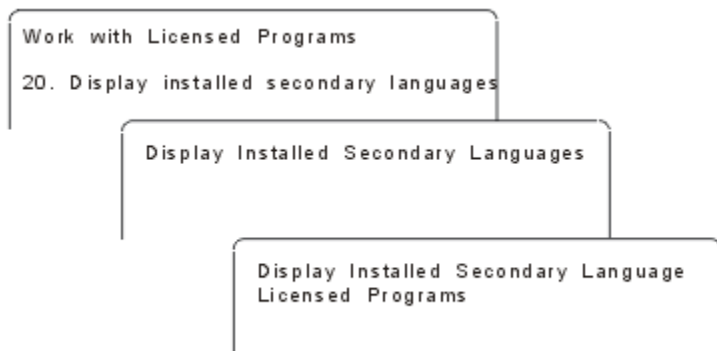 Work with Licensed Programs
20. Display installed secondary languages
Display Installed Secondary Languages
Display Installed Secondary Language
Licensed Programs